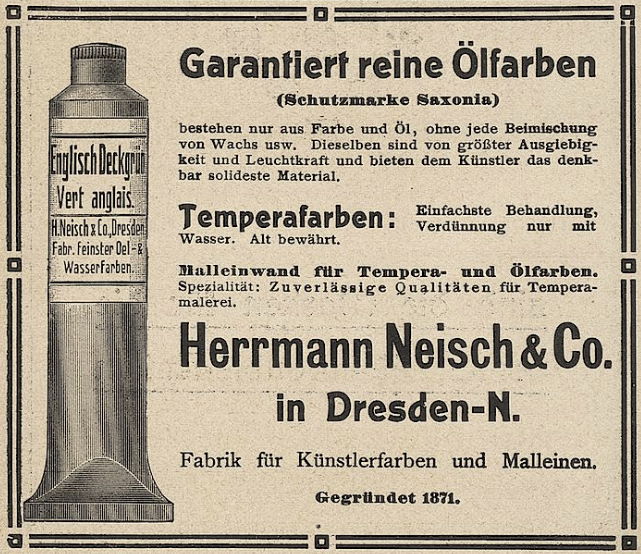 Englisch Deckgrün
Vert anglais.
H. Neisch & Co., Dresden
Fabr. feinster Oel- &
Wasserfarben.
Garantiert reine Ölfarben
(Schutzmarke Saxonia)
bestehen nur aus Farbe und Öl, ohne jede Beimischung
von Wachs usw. Dieselben sind von größter Ausgiebig-
keit und Leuchtkraft und bieten dem Künstler das denk-
bar solideste Material.
Temperafarben: Einfachste Behandlung,
Verdünnung nur mit
Wasser. Alt bewährt.
Malleinwand für Tempera- und Ölfarben.
Spezialität: Zuverlässige Qualitäten für Tempera-
malerei.
Herrmann Neisch & Co.
in Dresden-N.
Fabrik für Künstlerfarben und Malleinen.
Gegründet 1871.